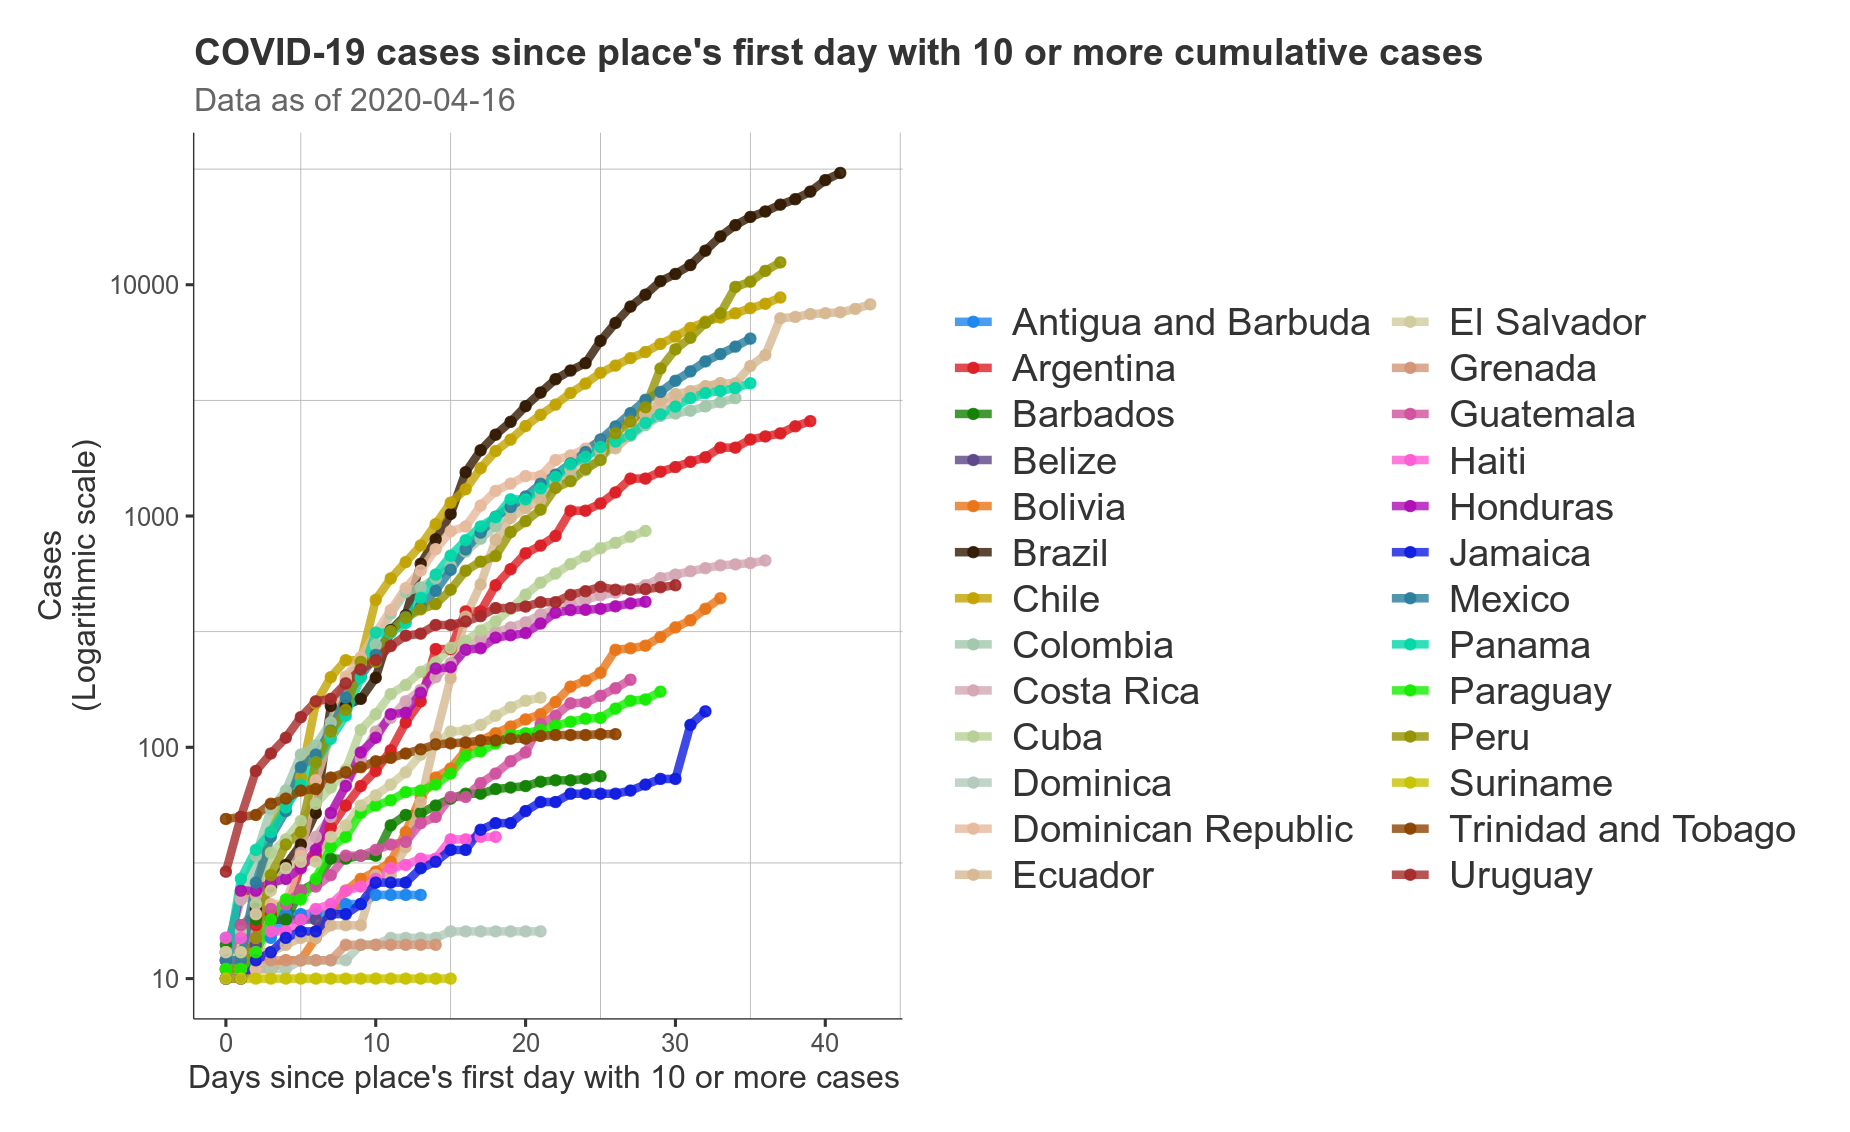 COVID-19 cases since place's first day with 10 or more cumulative cases
Data as of 2020-04-16
Cases
(Logarithmic scale)
10000
1000
100
10
0 10 20 30 40
Days since place's first day with 10 or more cases
Antigua and Barbuda
Argentina
Barbados
Belize
Bolivia
Brazil
Chile
Colombia
Costa Rica
Cuba
Dominica
Dominican Republic
Ecuador
El Salvador
Grenada
Guatemala
Haiti
Honduras
Jamaica
Mexico
Panama
Paraguay
Peru
Suriname
Trinidad and Tobago
Uruguay